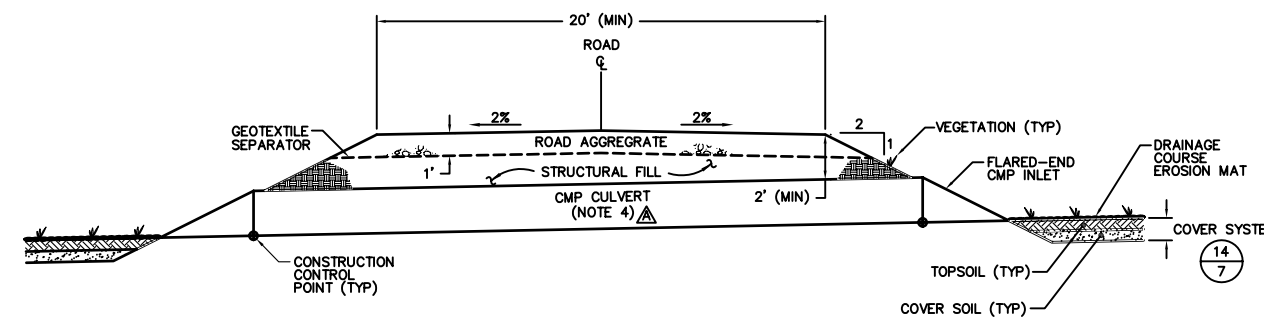 20' (MIN)
ROAD
℄
2%
2%
2
1
GEOTEXTILE
SEPARATOR
ROAD AGGREGRATE
VEGETATION (TYP)
DRAINAGE
COURSE
EROSION MAT
FLARED-END
CMP INLET
1'
STRUCTURAL FILL
2' (MIN)
CMP CULVERT
(NOTE 4)
A
COVER SYSTE
14
7
CONSTRUCTION
CONTROL
POINT (TYP)
TOPSOIL (TYP)
COVER SOIL (TYP)